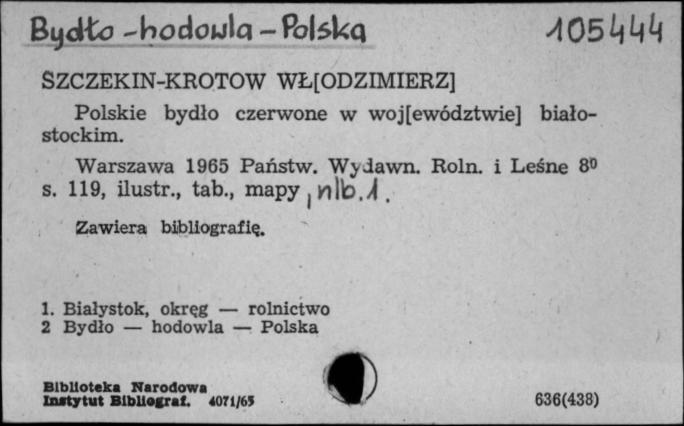 Bydło - hodowla - Polska 105444
SZCZEKIN-KROTOW WŁ[ODZIMIERZ]
Polskie bydło czerwone w woj[ewództwie] biało-
stockim.
Warszawa 1965 Państw. Wydawn. Roln. i Leśne 8⁰
s. 119, ilustr., tab., mapy, nlb. 1.
Zawiera bibliografię.
1. Białystok, okręg — rolnictwo
2 Bydło — hodowla — Polska
Biblioteka Narodowa
Instytut Bibliograf. 4071/65 636(438)